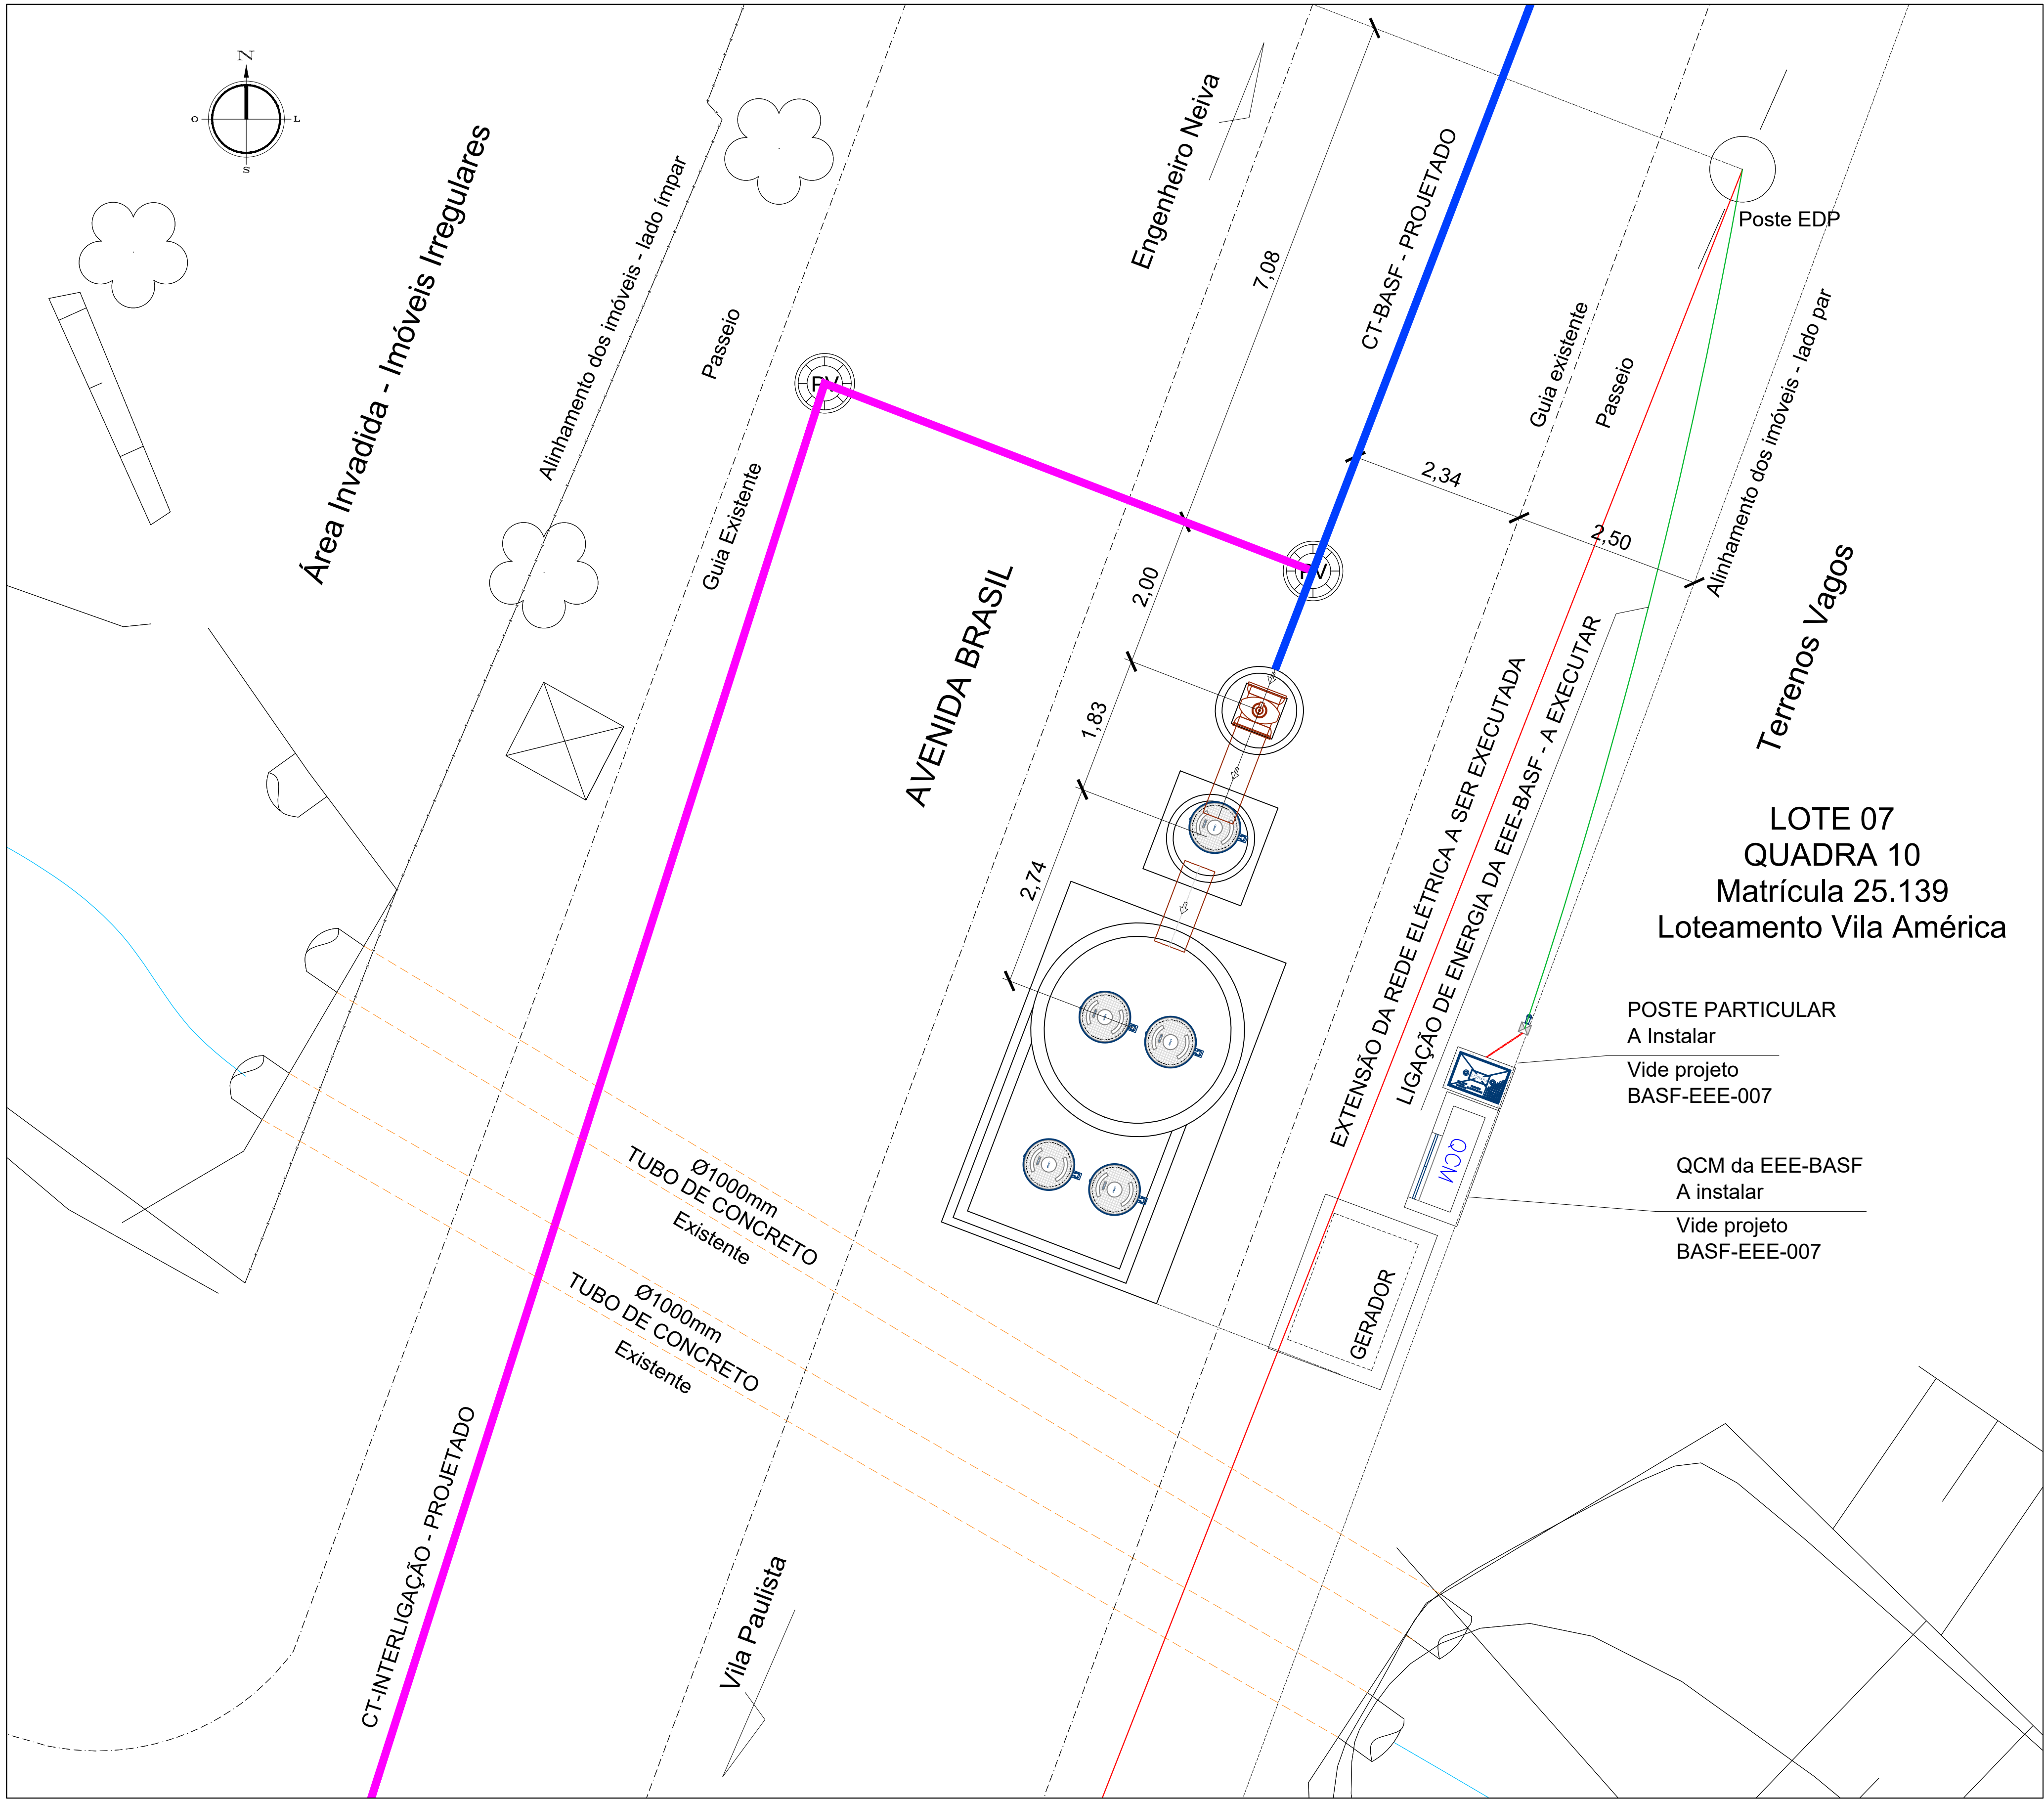 N
O
L
S
Área Invadida - Imóveis Irregulares
Alinhamento dos imóveis - lado ímpar
Passeio
Guia Existente
PV
Engenheiro Neiva
7,08
CT-BASF - PROJETADO
Poste EDP
Guia existente
Passeio
Alinhamento dos imóveis - lado par
2,34
2,50
PV
2,00
1,83
2,74
AVENIDA BRASIL
EXTENSÃO DA REDE ELÉTRICA A SER EXECUTADA
LIGAÇÃO DE ENERGIA DA EEE-BASF - A EXECUTAR
Terrenos Vagos
LOTE 07
QUADRA 10
Matrícula 25.139
Loteamento Vila América
POSTE PARTICULAR
A Instalar
Vide projeto
BASF-EEE-007
QCM
QCM da EEE-BASF
A instalar
Vide projeto
BASF-EEE-007
GERADOR
Ø1000mm
TUBO DE CONCRETO
Existente
Ø1000mm
TUBO DE CONCRETO
Existente
CT-INTERLIGAÇÃO - PROJETADO
Vila Paulista